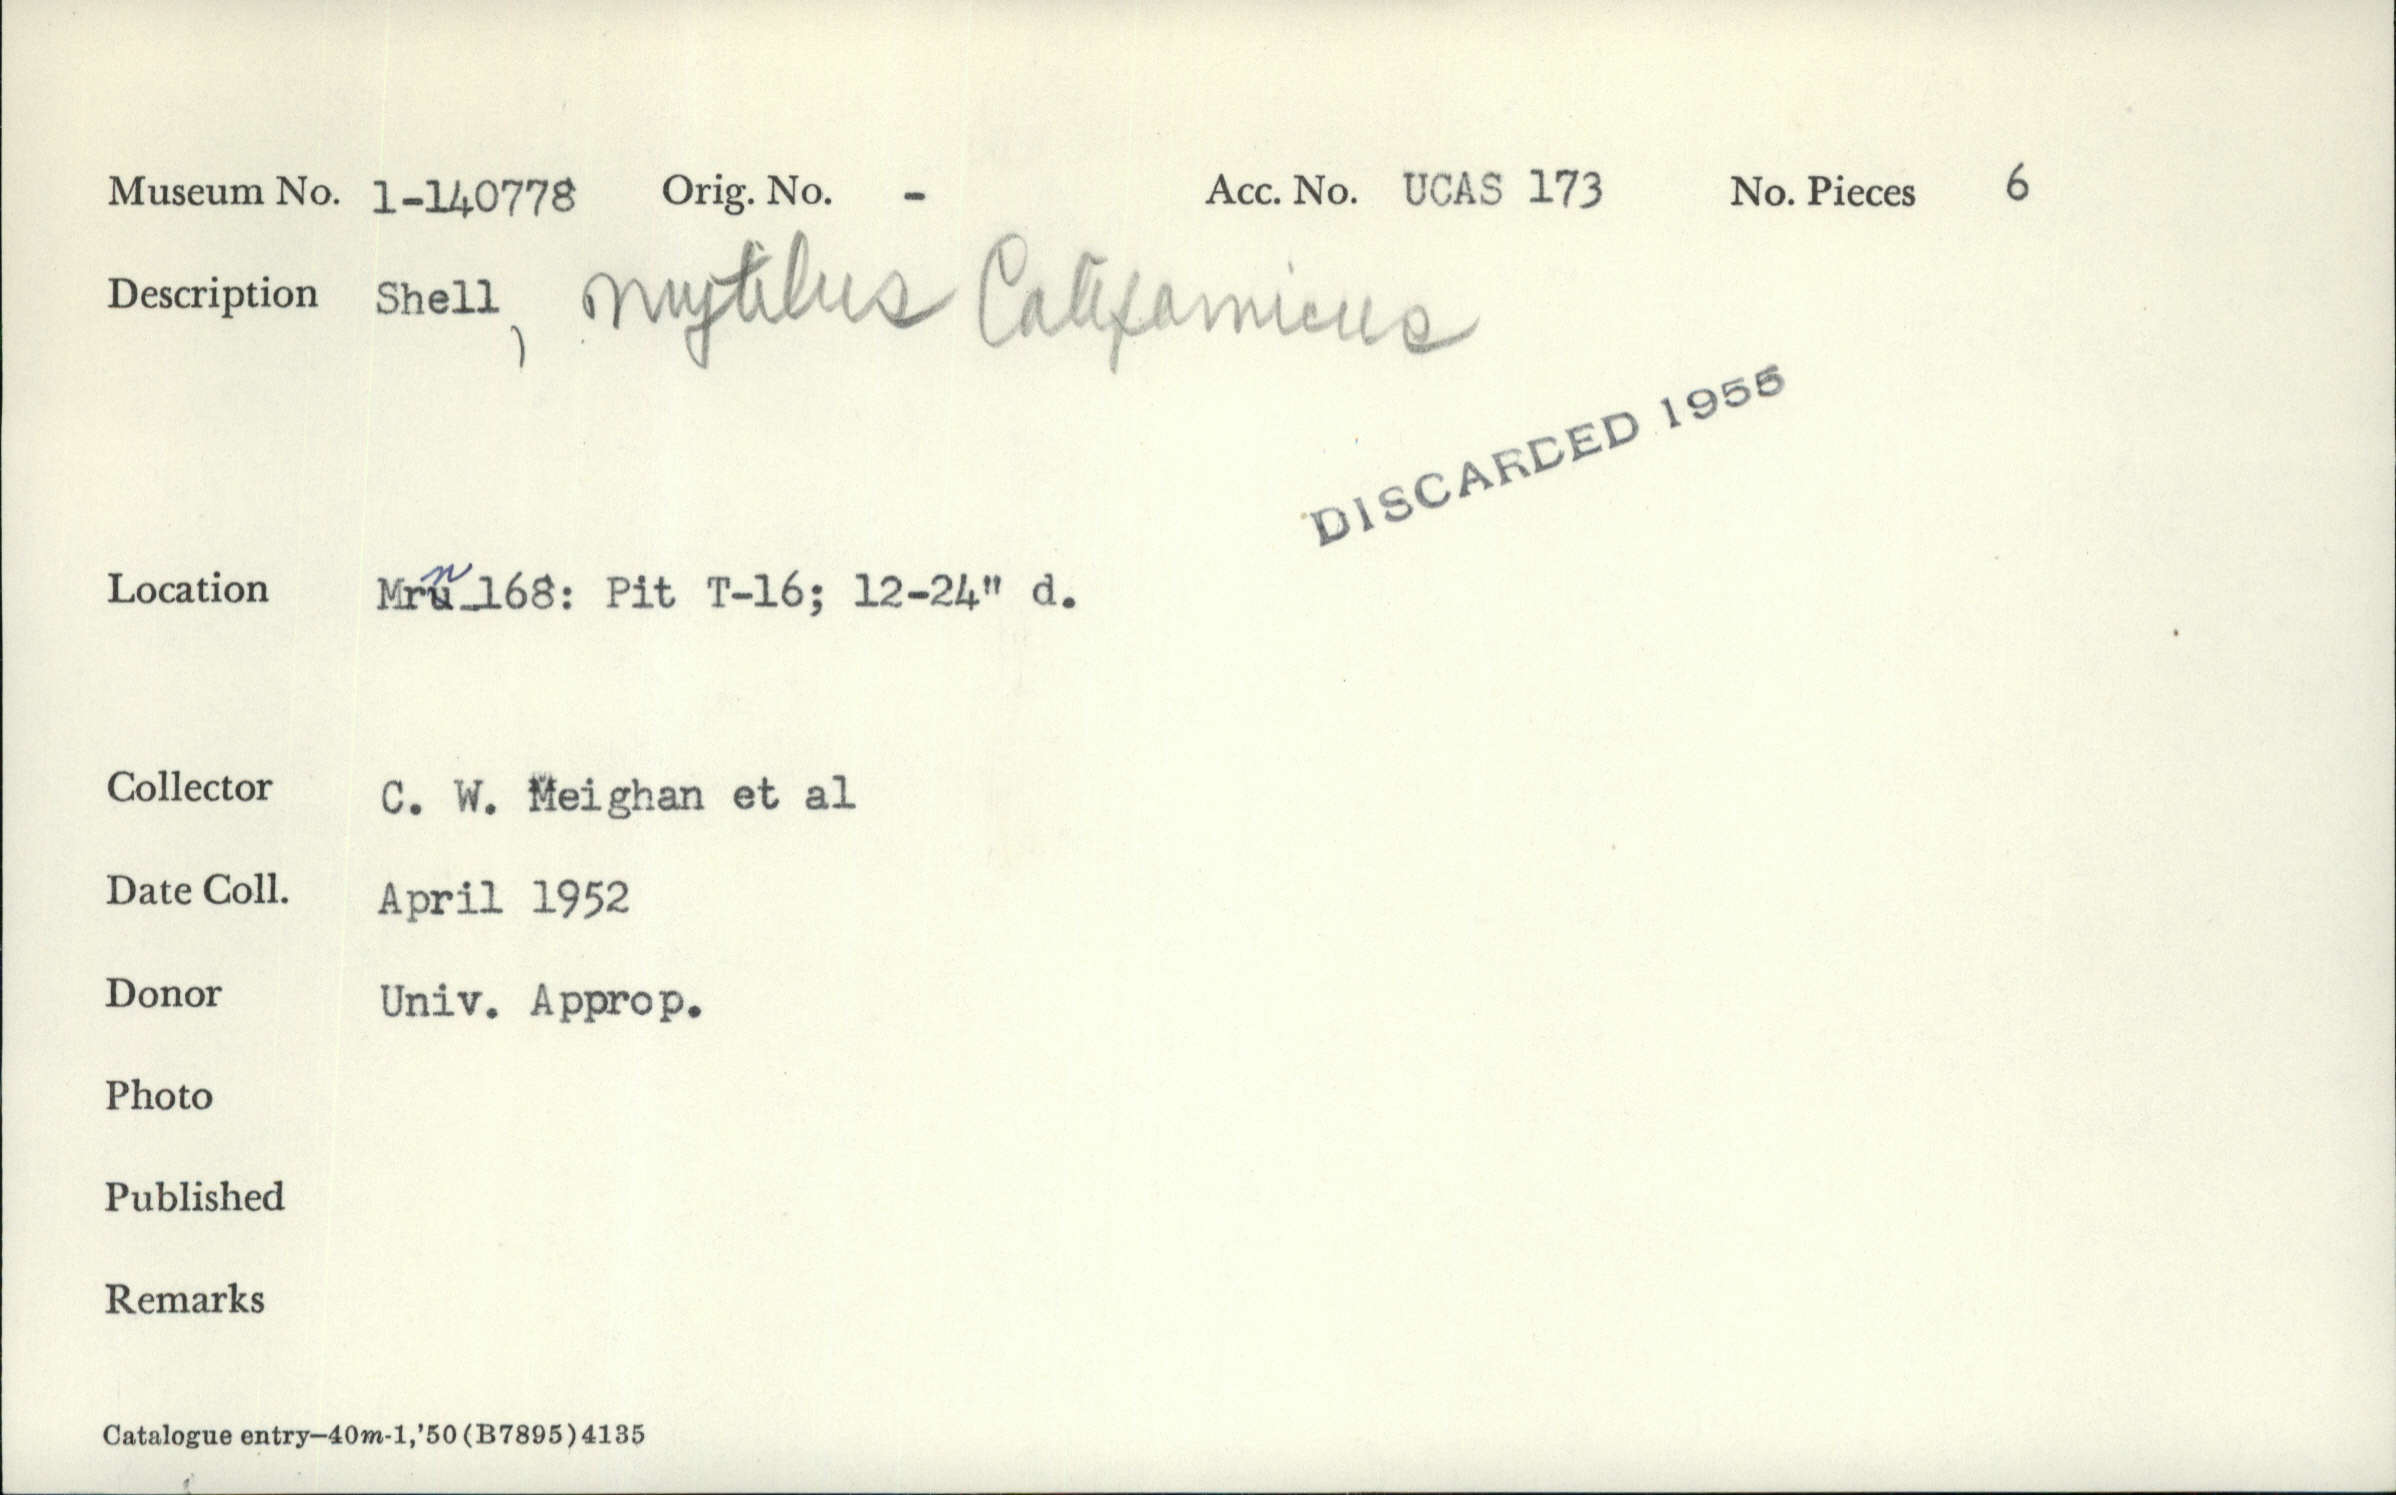 Museum No. 1-140778 Orig. No. - Acc. No. UCAS 173 No. Pieces 6
Description Shell, Mytilus Californicus
DISCARDED 1955
Location Mrn-168: Pit T-16; 12-24" d.
Collector C. W. Meighan et al
Date Coll. April 1952
Donor Univ. Approp.
Photo
Published
Remarks
Catalogue entry—40m-1,'50(B7895)4135